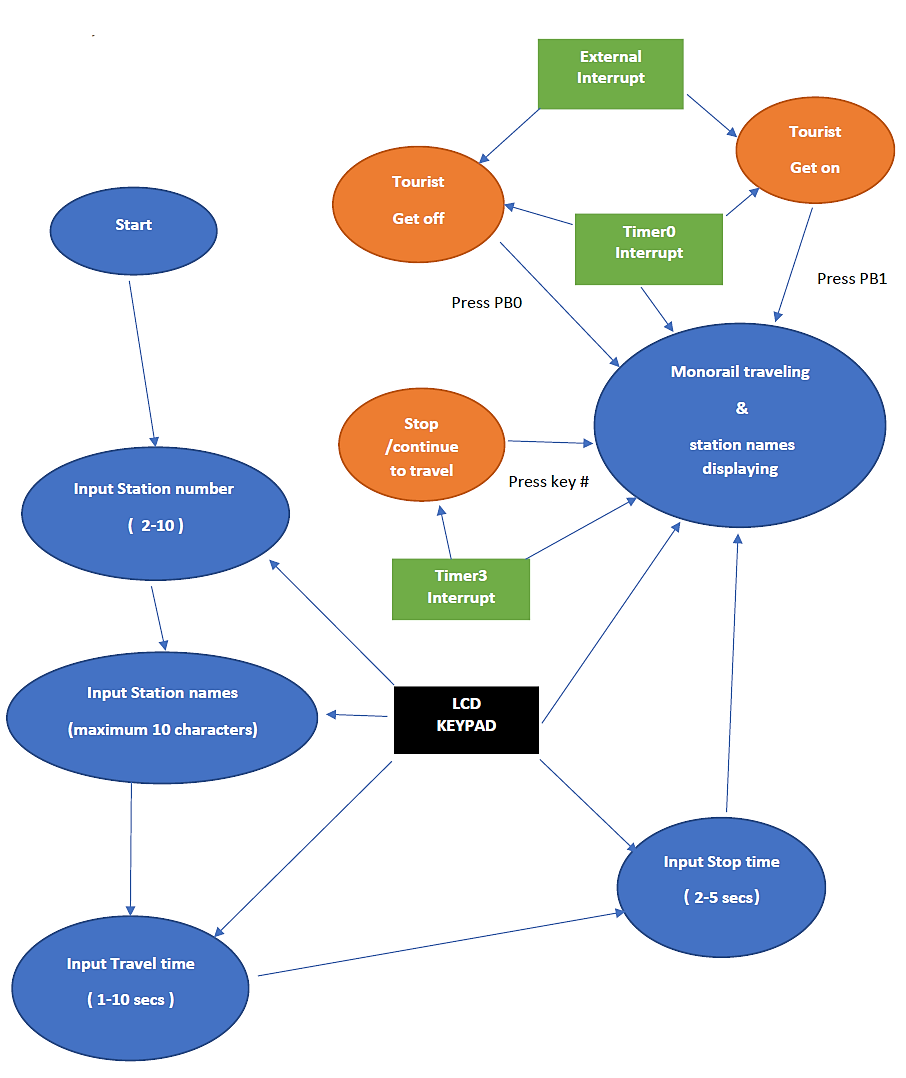 External
Interrupt
Tourist
Get on
Tourist
Get off
Start
Timer0
Interrupt
Press PB1
Press PB0
Monorail traveling
&
station names
displaying
Stop
/continue
to travel
Press key #
Input Station number
( 2-10 )
Timer3
Interrupt
Input Station names
(maximum 10 characters)
LCD
KEYPAD
Input Stop time
( 2-5 secs)
Input Travel time
( 1-10 secs )